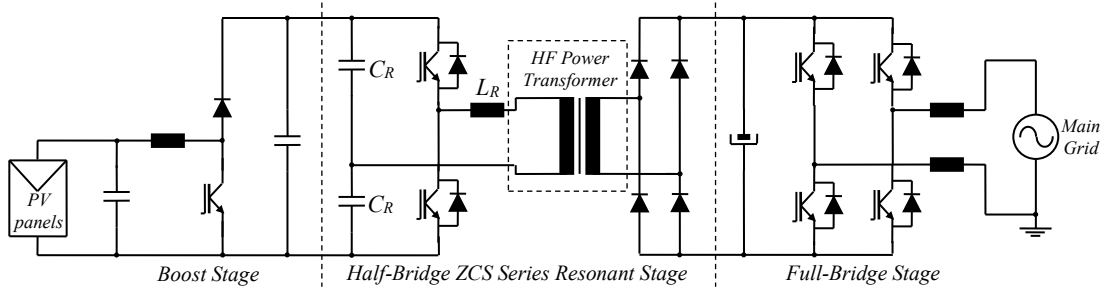 HF Power
Transformer
C_R
L_R
Main
Grid
PV
panels
C_R
Boost Stage
Half-Bridge ZCS Series Resonant Stage
Full-Bridge Stage